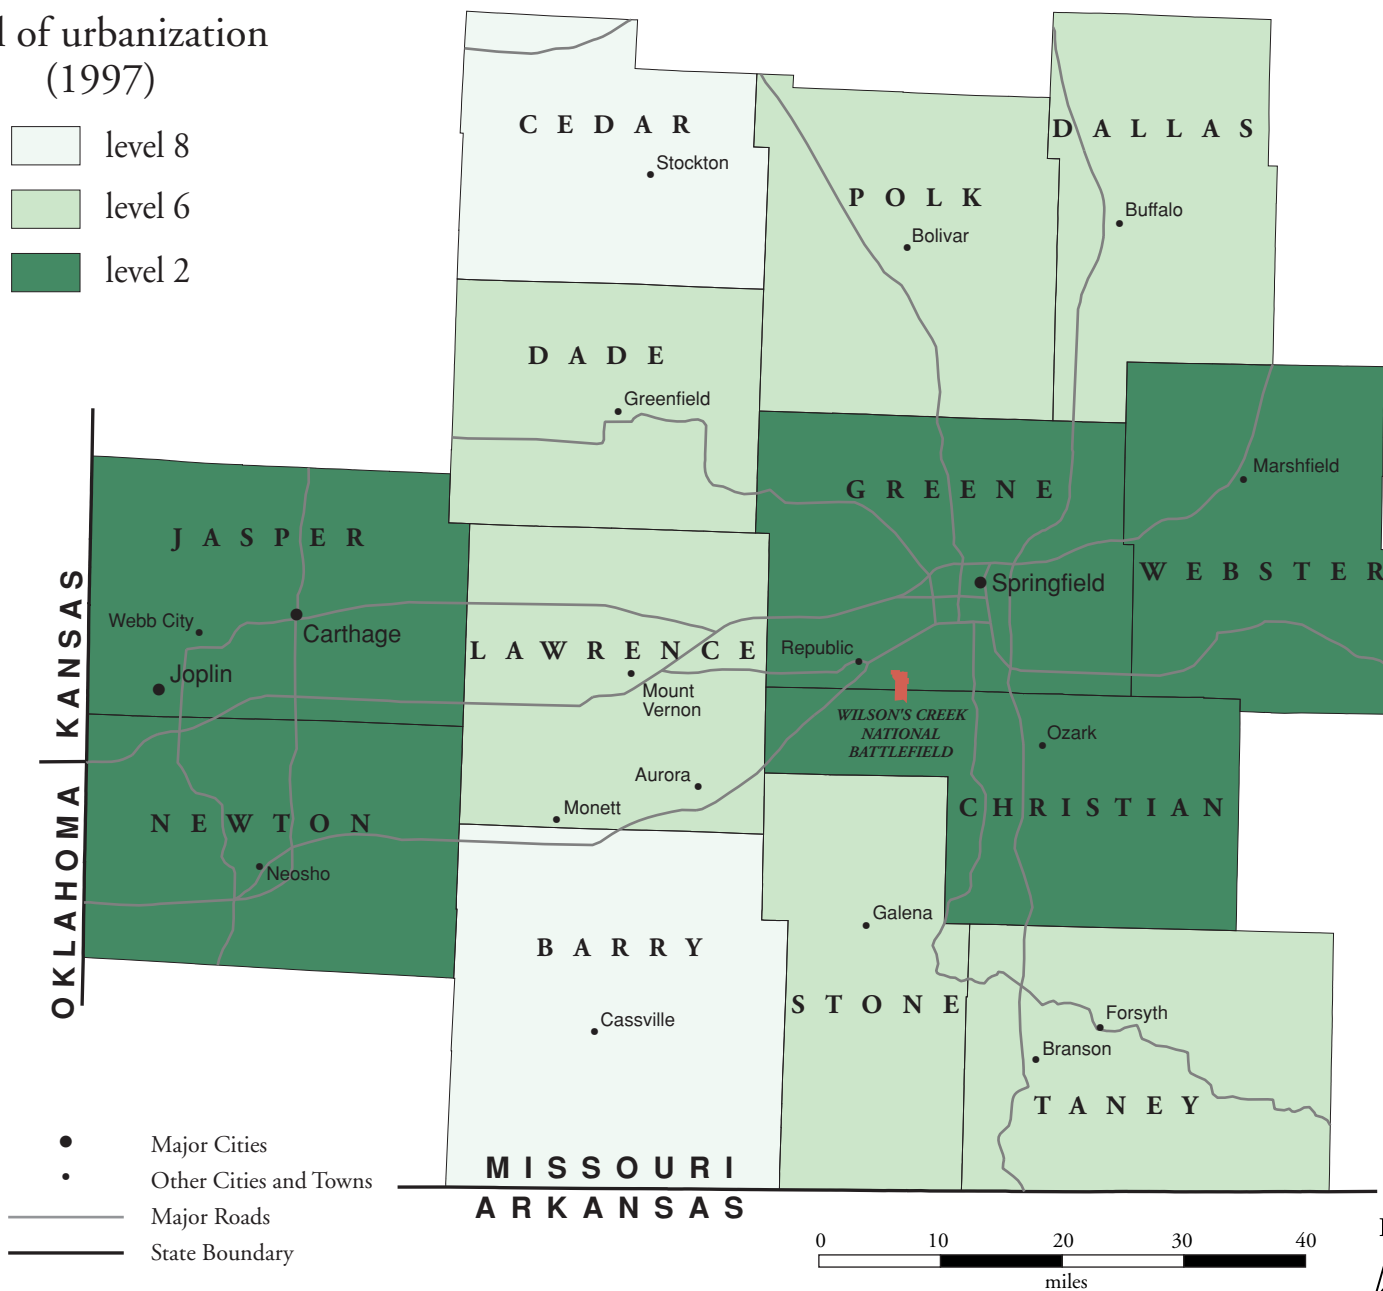 of urbanization
(1997)
level 8
level 6
level 2
CEDAR
Stockton
POLK
Bolivar
DALLAS
Buffalo
DADE
Greenfield
GREENE
Springfield
Republic
Marshfield
WEBSTER
JASPER
Webb City
Carthage
Joplin
LAWRENCE
Mount
Vernon
Aurora
Monett
WILSON'S CREEK
NATIONAL
BATTLEFIELD
Ozark
CHRISTIAN
NEWTON
Neosho
KANSAS
OKLAHOMA
BARRY
Cassville
Galena
STONE
Forsyth
Branson
TANEY
MISSOURI
ARKANSAS
Major Cities
Other Cities and Towns
Major Roads
State Boundary
0 10 20 30 40
miles